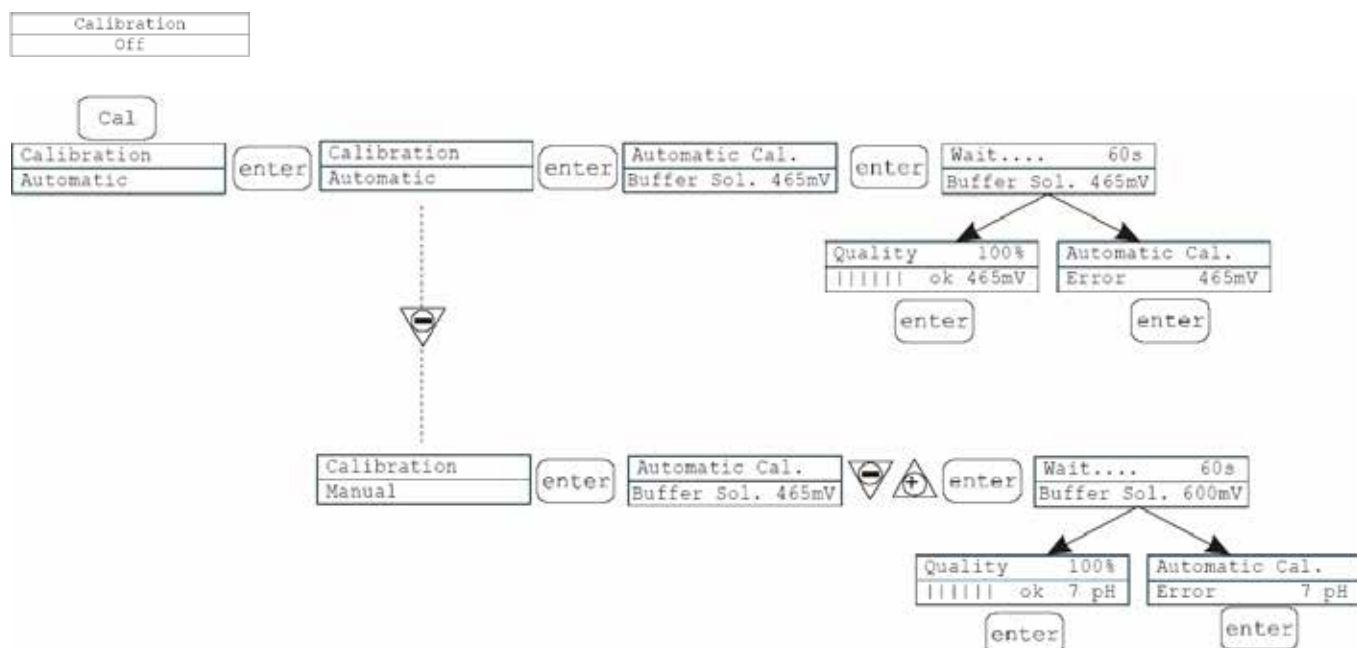 Calibration
Off
Cal
Calibration
Automatic
enter
Calibration
Automatic
enter
Automatic Cal.
Buffer Sol. 465mV
enter
Wait.... 60s
Buffer Sol. 465mV
Quality 100%
|||||| ok 465mV
enter
Automatic Cal.
Error 465mV
enter
Calibration
Manual
enter
Automatic Cal.
Buffer Sol. 465mV
enter
Wait.... 60s
Buffer Sol. 600mV
Quality 100%
|||||| ok 7 pH
enter
Automatic Cal.
Error 7 pH
enter